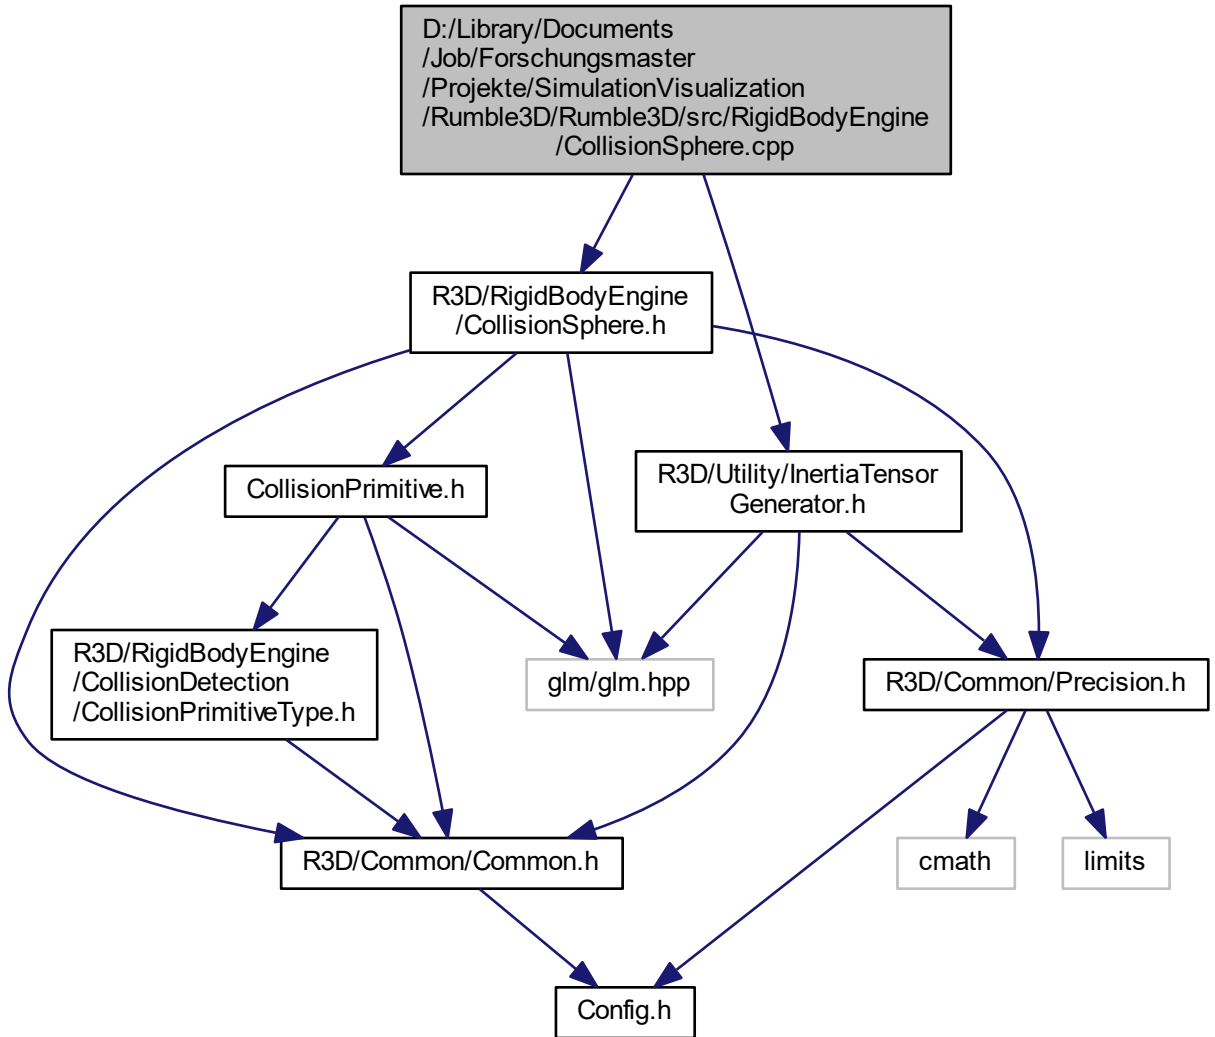 D:/Library/Documents
/Job/Forschungsmaster
/Projekte/SimulationVisualization
/Rumble3D/Rumble3D/src/RigidBodyEngine
/CollisionSphere.cpp
R3D/RigidBodyEngine
/CollisionSphere.h
CollisionPrimitive.h
R3D/Utility/InertiaTensor
Generator.h
R3D/RigidBodyEngine
/CollisionDetection
/CollisionPrimitiveType.h
glm/glm.hpp
R3D/Common/Precision.h
R3D/Common/Common.h
cmath
limits
Config.h